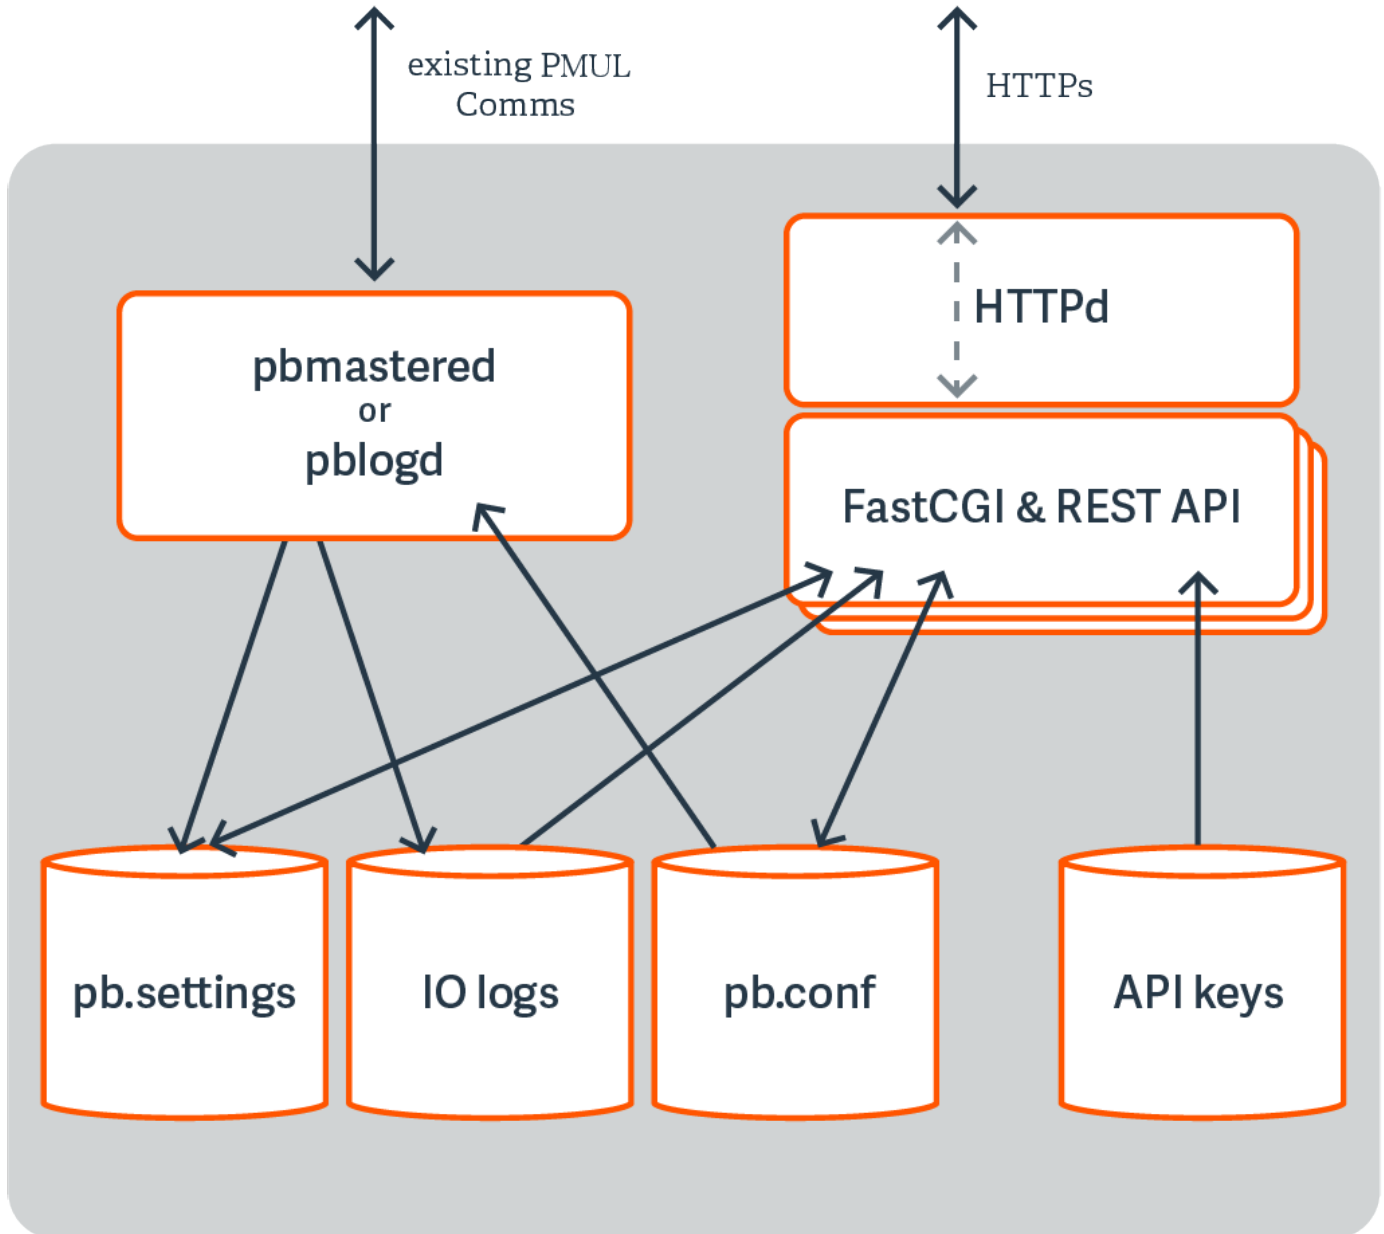 existing PMUL
Comms
HTTPs
HTTPd
pbmastered
or
pblogd
FastCGI & REST API
pb.settings
IO logs
pb.conf
API keys